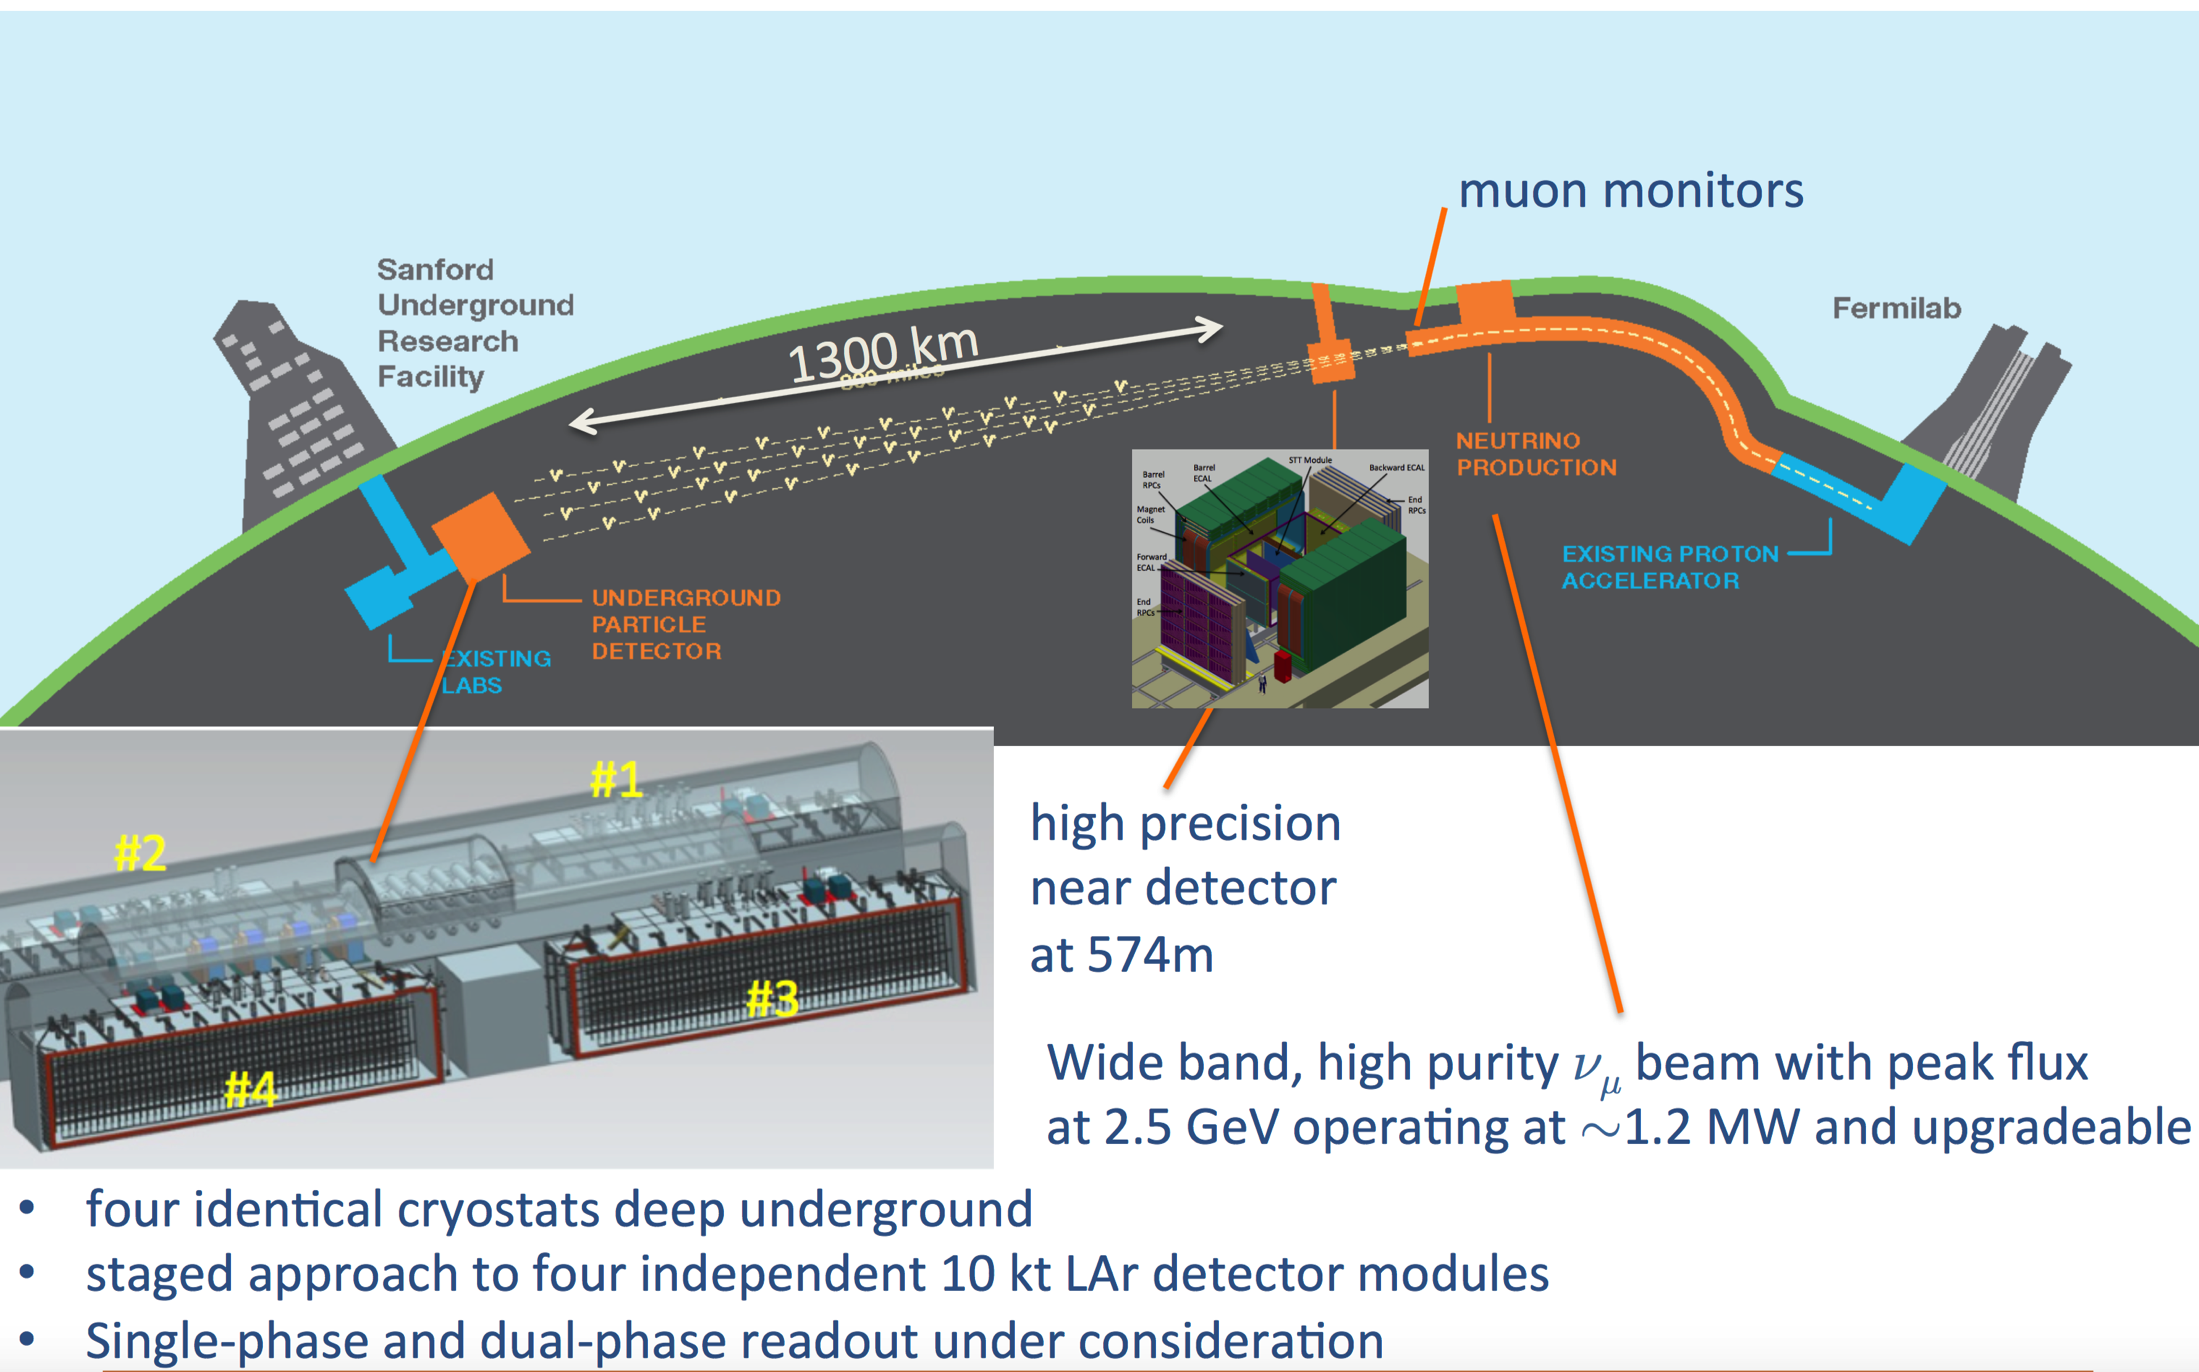 muon monitors
Sanford
Underground
Research
Facility
Fermilab
1300 km
800 miles
NEUTRINO
PRODUCTION
EXISTING PROTON
ACCELERATOR
UNDERGROUND
PARTICLE
DETECTOR
EXISTING
LABS
Barrel
RPCs
Barrel
ECAL
STT Module
Backward ECAL
End
RPCs
Magnet
Coils
Forward
ECAL
End
RPCs
#1
#2
#3
#4
high precision
near detector
at 574m
Wide band, high purity νμ beam with peak flux
at 2.5 GeV operating at ~1.2 MW and upgradeable
• four identical cryostats deep underground
• staged approach to four independent 10 kt LAr detector modules
• Single-phase and dual-phase readout under consideration